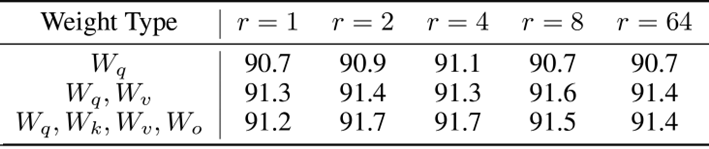 Weight Type r = 1 r = 2 r = 4 r = 8 r = 64
W_q 90.7 90.9 91.1 90.7 90.7
W_q, W_v 91.3 91.4 91.3 91.6 91.4
W_q, W_k, W_v, W_o 91.2 91.7 91.7 91.5 91.4